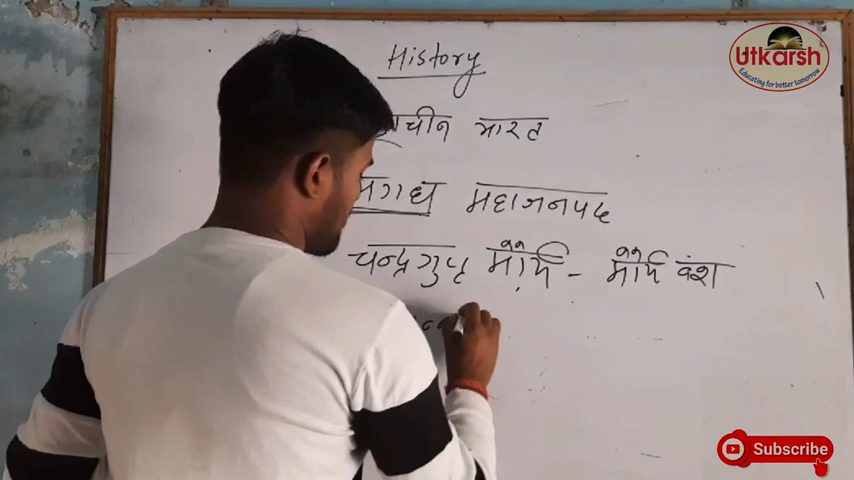 History
Utkarsh
Educating for better tomorrow
चीन भारत
मगध महाजनपद
चन्द्रगुप्त मौर्य - मौर्य वंश
Subscribe